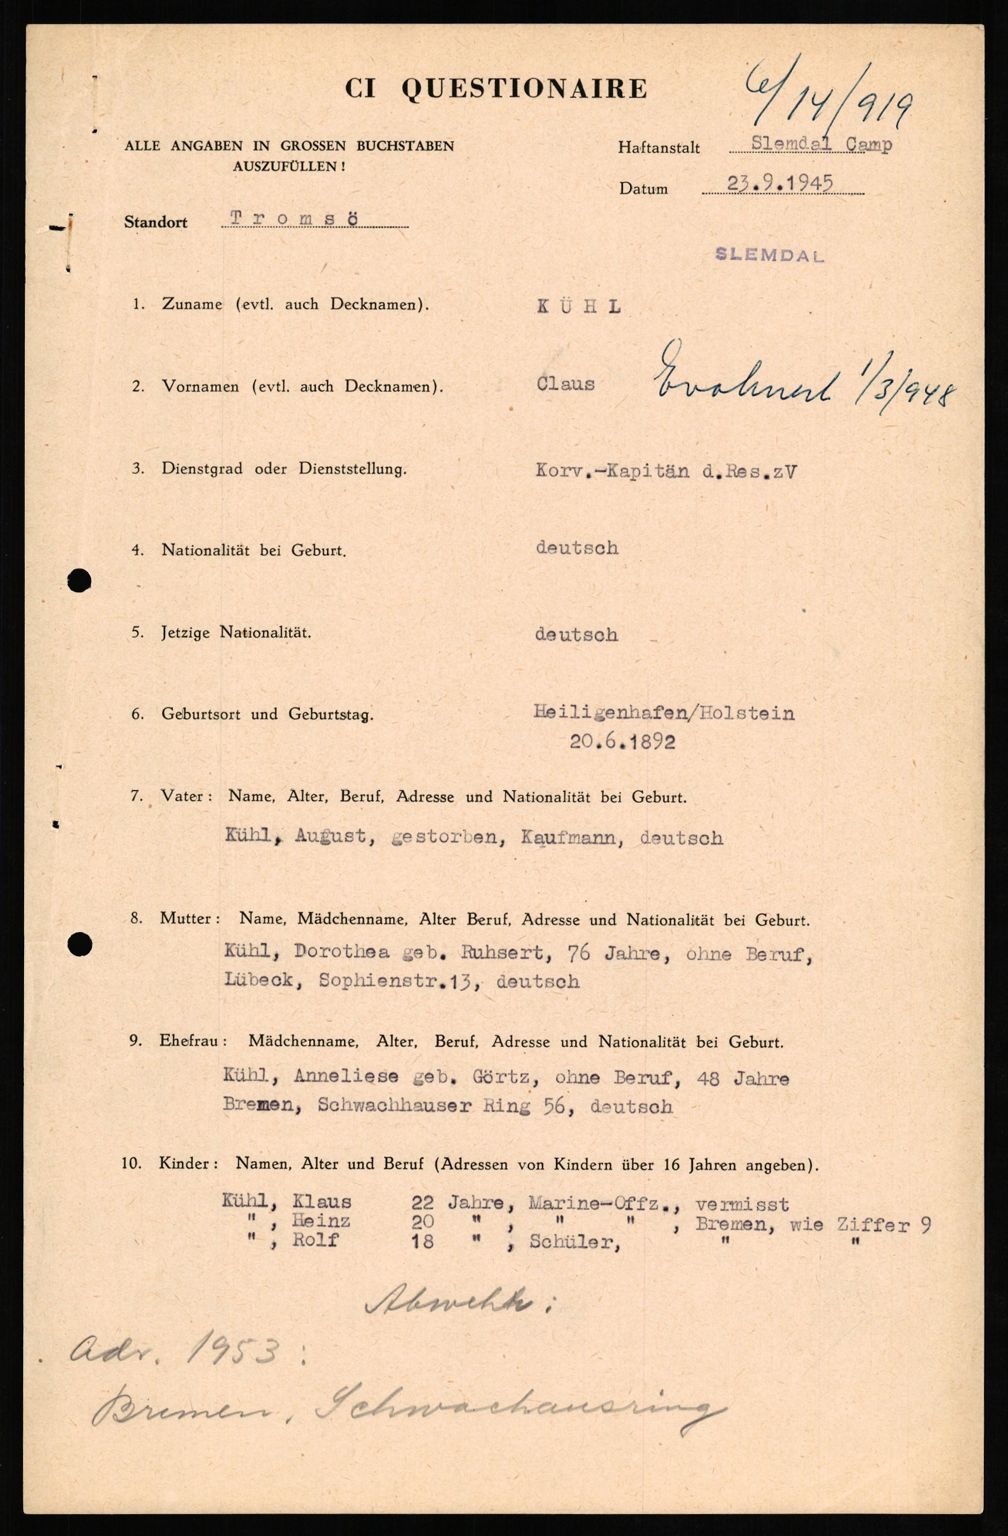 CI QUESTIONAIRE
6/14/919
ALLE ANGABEN IN GROSSEN BUCHSTABEN
AUSZUFÜLLEN !
Haftanstalt Slemdal Camp
Datum 23.9.1945
Standort Tromsö
SLEMDAL
1. Zuname (evtl. auch Decknamen). KÜHL
2. Vornamen (evtl. auch Decknamen). Claus 1/3/948
3. Dienstgrad oder Dienststellung. Korv.-Kapitän d.Res.zV
4. Nationalität bei Geburt. deutsch
5. Jetzige Nationalität. deutsch
6. Geburtsort und Geburtstag. Heiligenhafen/Holstein
20.6.1892
7. Vater : Name, Alter, Beruf, Adresse und Nationalität bei Geburt.
Kühl, August, gestorben, Kaufmann, deutsch
8. Mutter : Name, Mädchenname, Alter Beruf, Adresse und Nationalität bei Geburt.
Kühl, Dorothea geb. Ruhsert, 76 Jahre, ohne Beruf,
Lübeck, Sophienstr.13, deutsch
9. Ehefrau : Mädchenname, Alter, Beruf, Adresse und Nationalität bei Geburt.
Kühl, Anneliese geb. Görtz, ohne Beruf, 48 Jahre
Bremen, Schwachhauser Ring 56, deutsch
10. Kinder : Namen, Alter und Beruf (Adressen von Kindern über 16 Jahren angeben).
Kühl, Klaus 22 Jahre, Marine-Offz., vermisst
" , Heinz 20 " , " " , Bremen, wie Ziffer 9
" , Rolf 18 " , Schüler, " "
Abwehr :
Adr. 1953 :
Bremen, Schwachausring